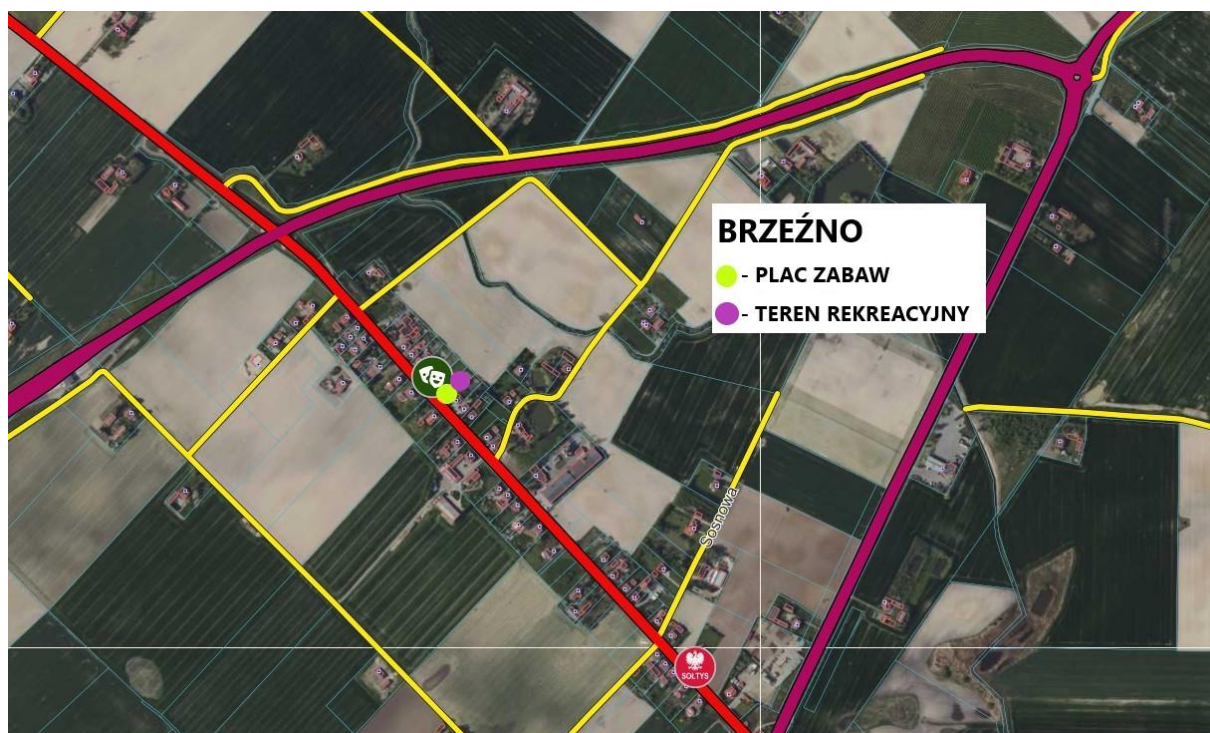 BRZEŹNO
- PLAC ZABAW
- TEREN REKREACYJNY
Sosnowa
SOŁTYS